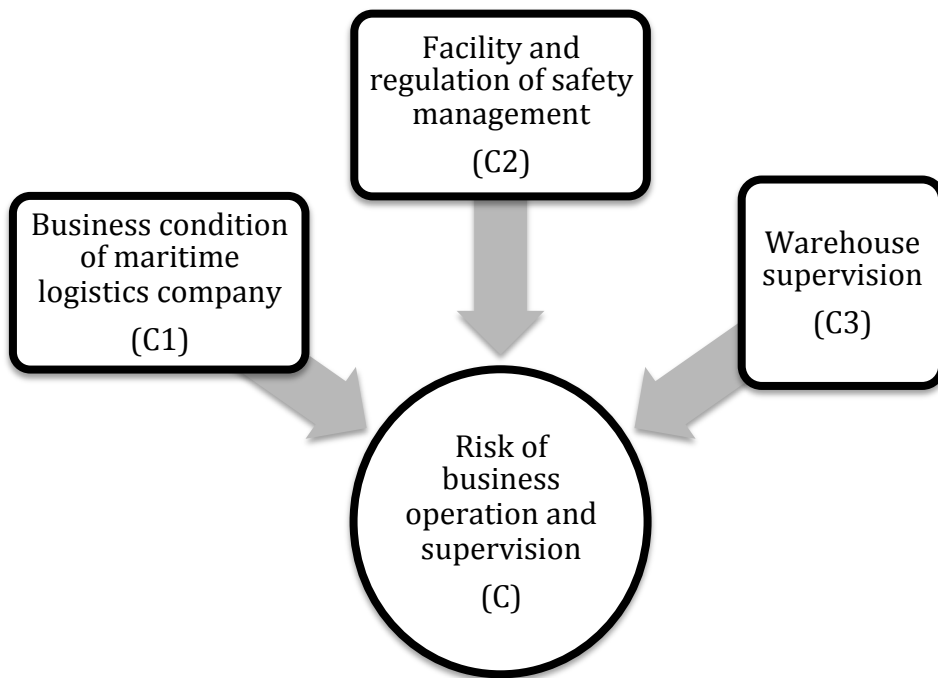 Facility and
regulation of safety
management
(C2)
Business condition
of maritime
logistics company
(C1)
Warehouse
supervision
(C3)
Risk of
business
operation and
supervision
(C)